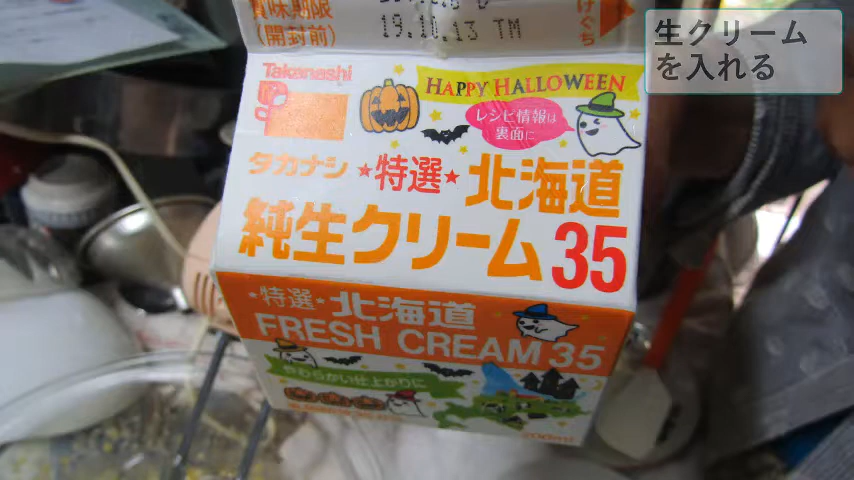 生クリーム
を入れる
賞味期限
(開封前)
19.10.13 TM
Takanashi
HAPPY HALLOWEEN
レシピ情報は
裏面に
タカナシ ★特選★ 北海道
純生クリーム35
★特選★ 北海道
FRESH CREAM 35
やわらかい仕上がりに
200ml